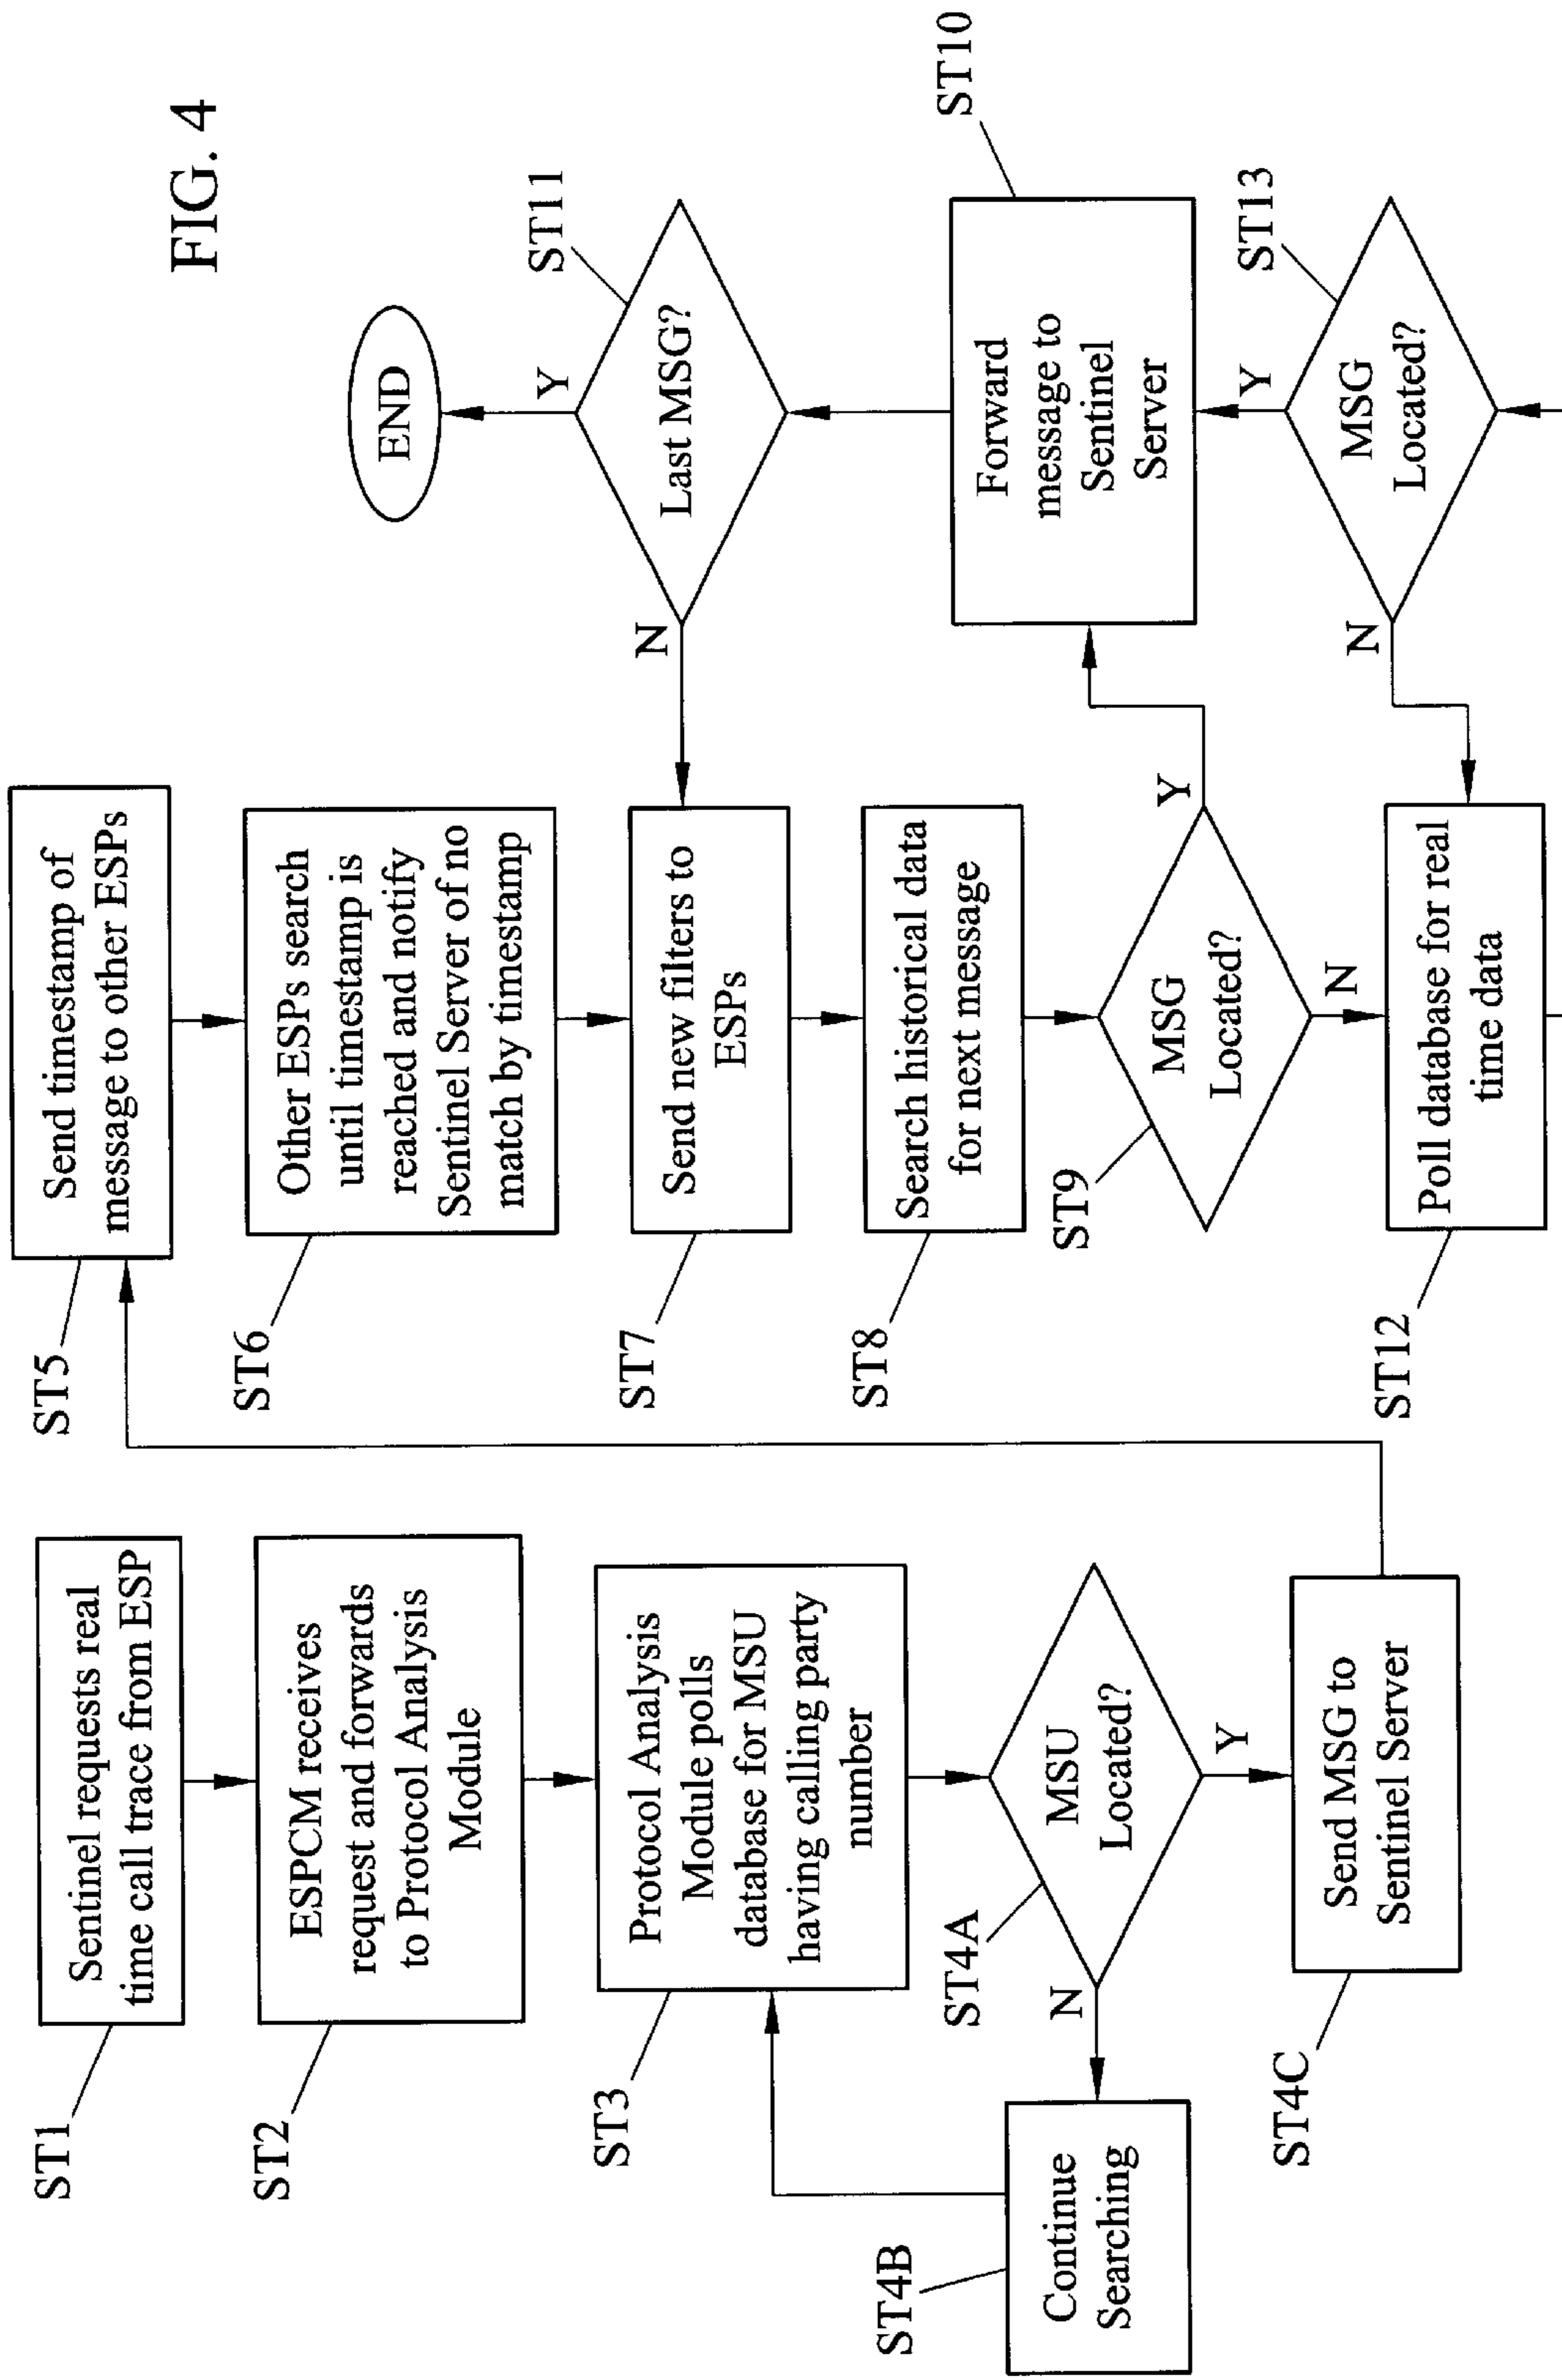 FIG. 4
ST1
Sentinel requests real
time call trace from ESP
ST2
ESPCM receives
request and forwards
to Protocol Analysis
Module
ST3
Protocol Analysis
Module polls
database for MSU
having calling party
number
ST4A
MSU
Located?
N
Y
ST4B
Continue
Searching
ST4C
Send MSG to
Sentinel Server
ST5
Send timestamp of
message to other ESPs
ST6
Other ESPs search
until timestamp is
reached and notify
Sentinel Server of no
match by timestamp
ST7
Send new filters to
ESPs
ST8
Search historical data
for next message
ST9
MSG
Located?
Y
N
ST12
Poll database for real
time data
END
Y
ST11
Last MSG?
N
ST10
Forward
message to
Sentinel
Server
Y
ST13
MSG
Located?
N